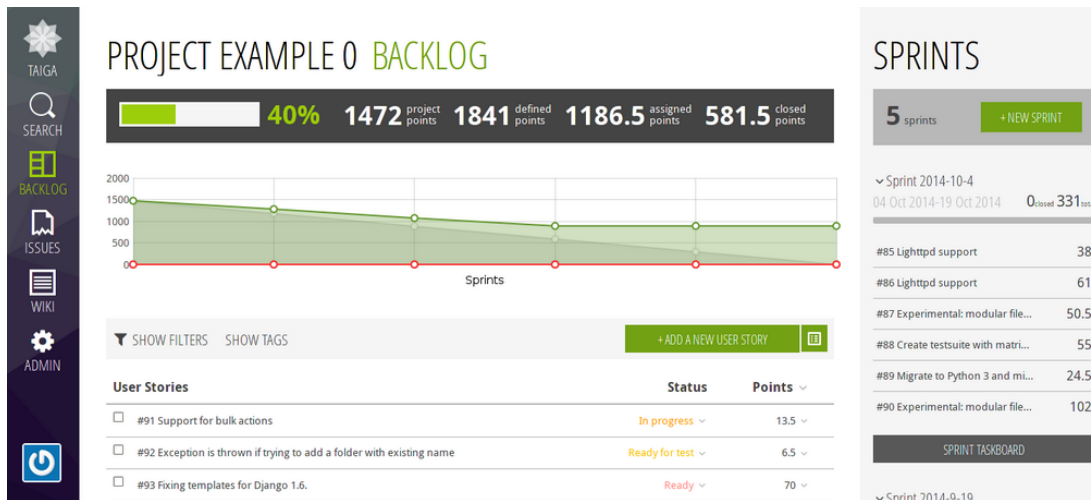 TAIGA
SEARCH
BACKLOG
ISSUES
WIKI
ADMIN
PROJECT EXAMPLE 0 BACKLOG
40% 1472 project points 1841 defined points 1186.5 assigned points 581.5 closed points
2000
1500
1000
500
0
Sprints
SHOW FILTERS SHOW TAGS + ADD A NEW USER STORY
User Stories Status Points
#91 Support for bulk actions In progress 13.5
#92 Exception is thrown if trying to add a folder with existing name Ready for test 6.5
#93 Fixing templates for Django 1.6. Ready 70
SPRINTS
5 sprints + NEW SPRINT
Sprint 2014-10-4
04 Oct 2014-19 Oct 2014 0 closed 331 tot
#85 Lighttpd support 38
#86 Lighttpd support 61
#87 Experimental: modular file... 50.5
#88 Create testsuite with matri... 55
#89 Migrate to Python 3 and mi... 24.5
#90 Experimental: modular file... 102
SPRINT TASKBOARD
Sprint 2014-9-19